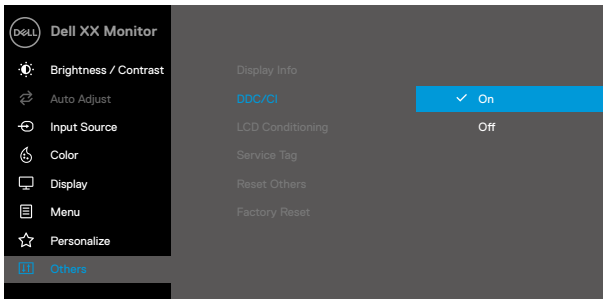 DELL Dell XX Monitor
Brightness / Contrast
Auto Adjust
Input Source
Color
Display
Menu
Personalize
Others
Display Info
DDC/CI
LCD Conditioning
Service Tag
Reset Others
Factory Reset
On
Off